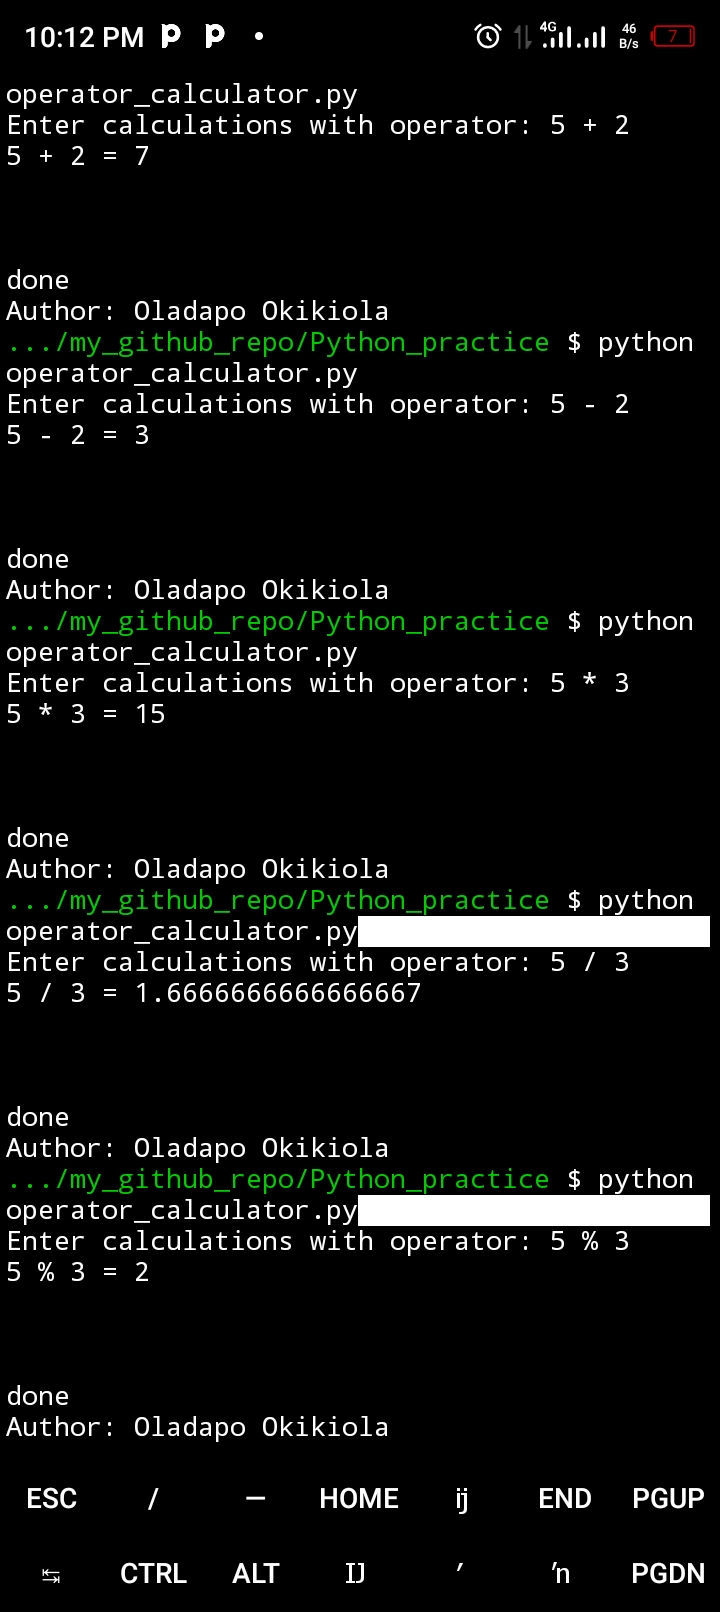 10:12 PM
4G
46
B/s
7
operator_calculator.py
Enter calculations with operator: 5 + 2
5 + 2 = 7
done
Author: Oladapo Okikiola
.../my_github_repo/Python_practice $ python
operator_calculator.py
Enter calculations with operator: 5 - 2
5 - 2 = 3
done
Author: Oladapo Okikiola
.../my_github_repo/Python_practice $ python
operator_calculator.py
Enter calculations with operator: 5 * 3
5 * 3 = 15
done
Author: Oladapo Okikiola
.../my_github_repo/Python_practice $ python
operator_calculator.py
Enter calculations with operator: 5 / 3
5 / 3 = 1.6666666666666667
done
Author: Oladapo Okikiola
.../my_github_repo/Python_practice $ python
operator_calculator.py
Enter calculations with operator: 5 % 3
5 % 3 = 2
done
Author: Oladapo Okikiola
ESC / — HOME ĳ END PGUP
↹ CTRL ALT Ĳ ′ ŉ PGDN